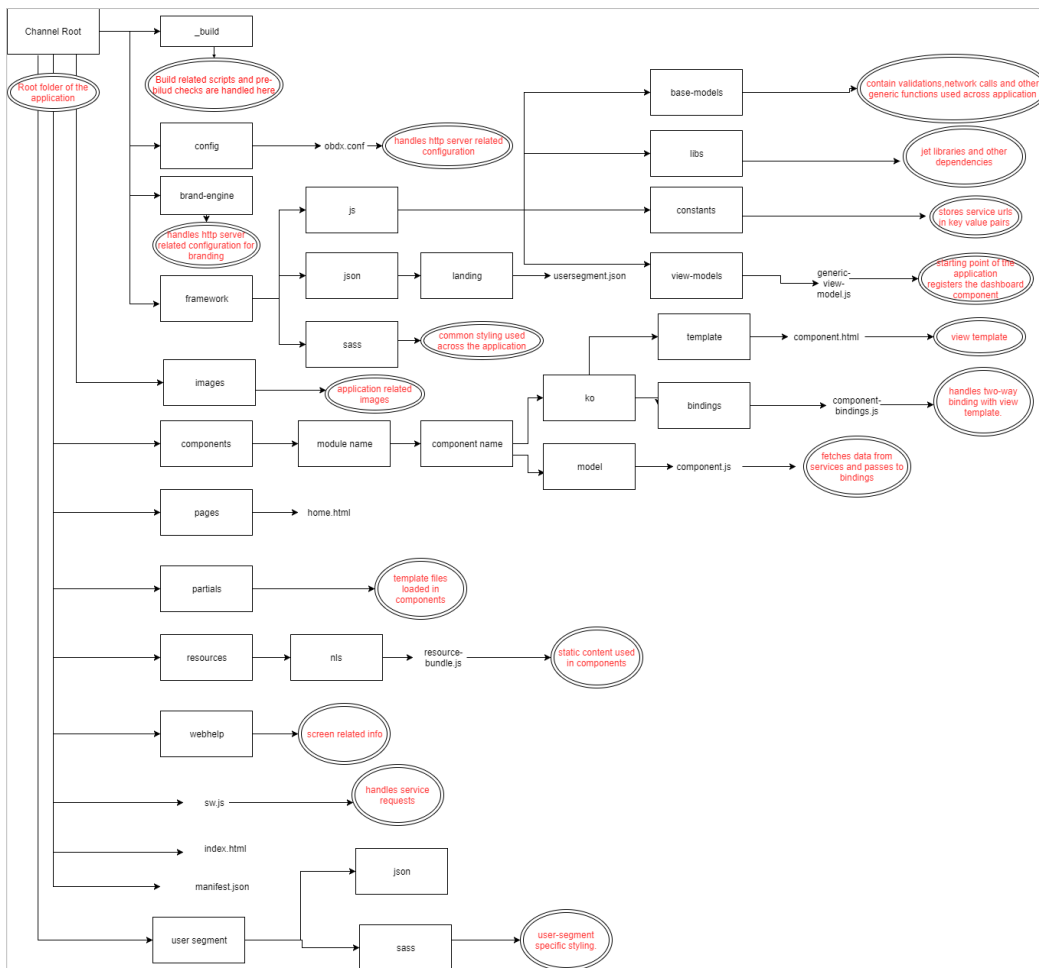 Channel Root
_build
Root folder of the
application
Build related scripts and pre-
bilud checks are handled here
base-models
contain validations,network calls and other
generic functions used across application
config
obdx.conf
handles http server related
configuration
libs
jet libraries and other
dependencies
brand-engine
handles http server
related configuration for
branding
js
constants
stores service urls
in key value pairs
framework
json
landing
usersegment.json
view-models
generic-
view-
model.js
starting point of the
application
registers the dashboard
component
sass
common styling used
across the application
template
component.html
view template
images
application related
images
ko
bindings
component-
bindings.js
handles two-way
binding with view
template.
components
module name
component name
model
component.js
fetches data from
services and passes to
bindings
pages
home.html
partials
template files
loaded in
components
resources
nls
resource-
bundle.js
static content used
in components
webhelp
screen related info
sw.js
handles service
requests
index.html
manifest.json
json
user segment
sass
user-segment
specific styling.